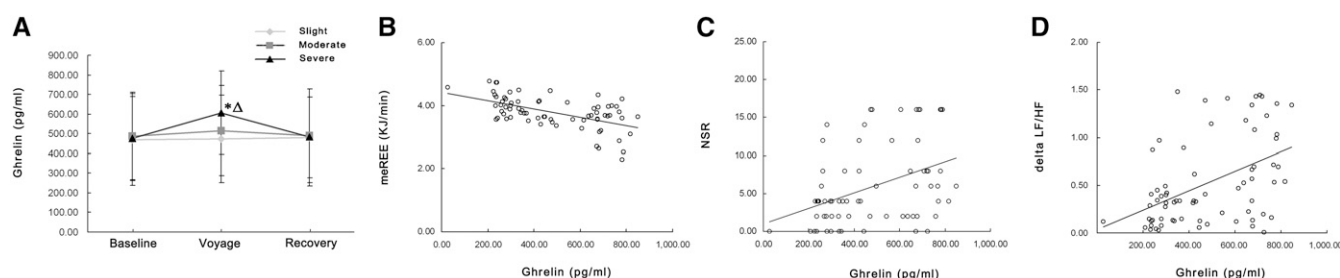 A
Slight
Moderate
Severe
Ghrelin (pg/ml)
900.00
800.00
700.00
600.00
500.00
400.00
300.00
200.00
100.00
0.00
*Δ
Baseline
Voyage
Recovery
B
meREE (KJ/min)
6.00
4.00
2.00
0.00
200.00
400.00
600.00
800.00
1,000.00
Ghrelin (pg/ml)
C
NSR
25.00
20.00
15.00
10.00
5.00
0.00
0.00
200.00
400.00
600.00
800.00
1,000.00
Ghrelin (pg/ml)
D
delta LF/HF
2.00
1.50
1.00
0.50
0.00
200.00
400.00
600.00
800.00
1,000.00
Ghrelin (pg/ml)